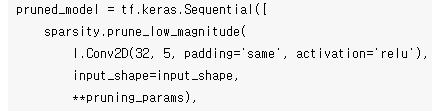 pruned_model = tf.keras.Sequential([
    sparsity.prune_low_magnitude(
        l.Conv2D(32, 5, padding='same', activation='relu'),
        input_shape=input_shape,
        **pruning_params),